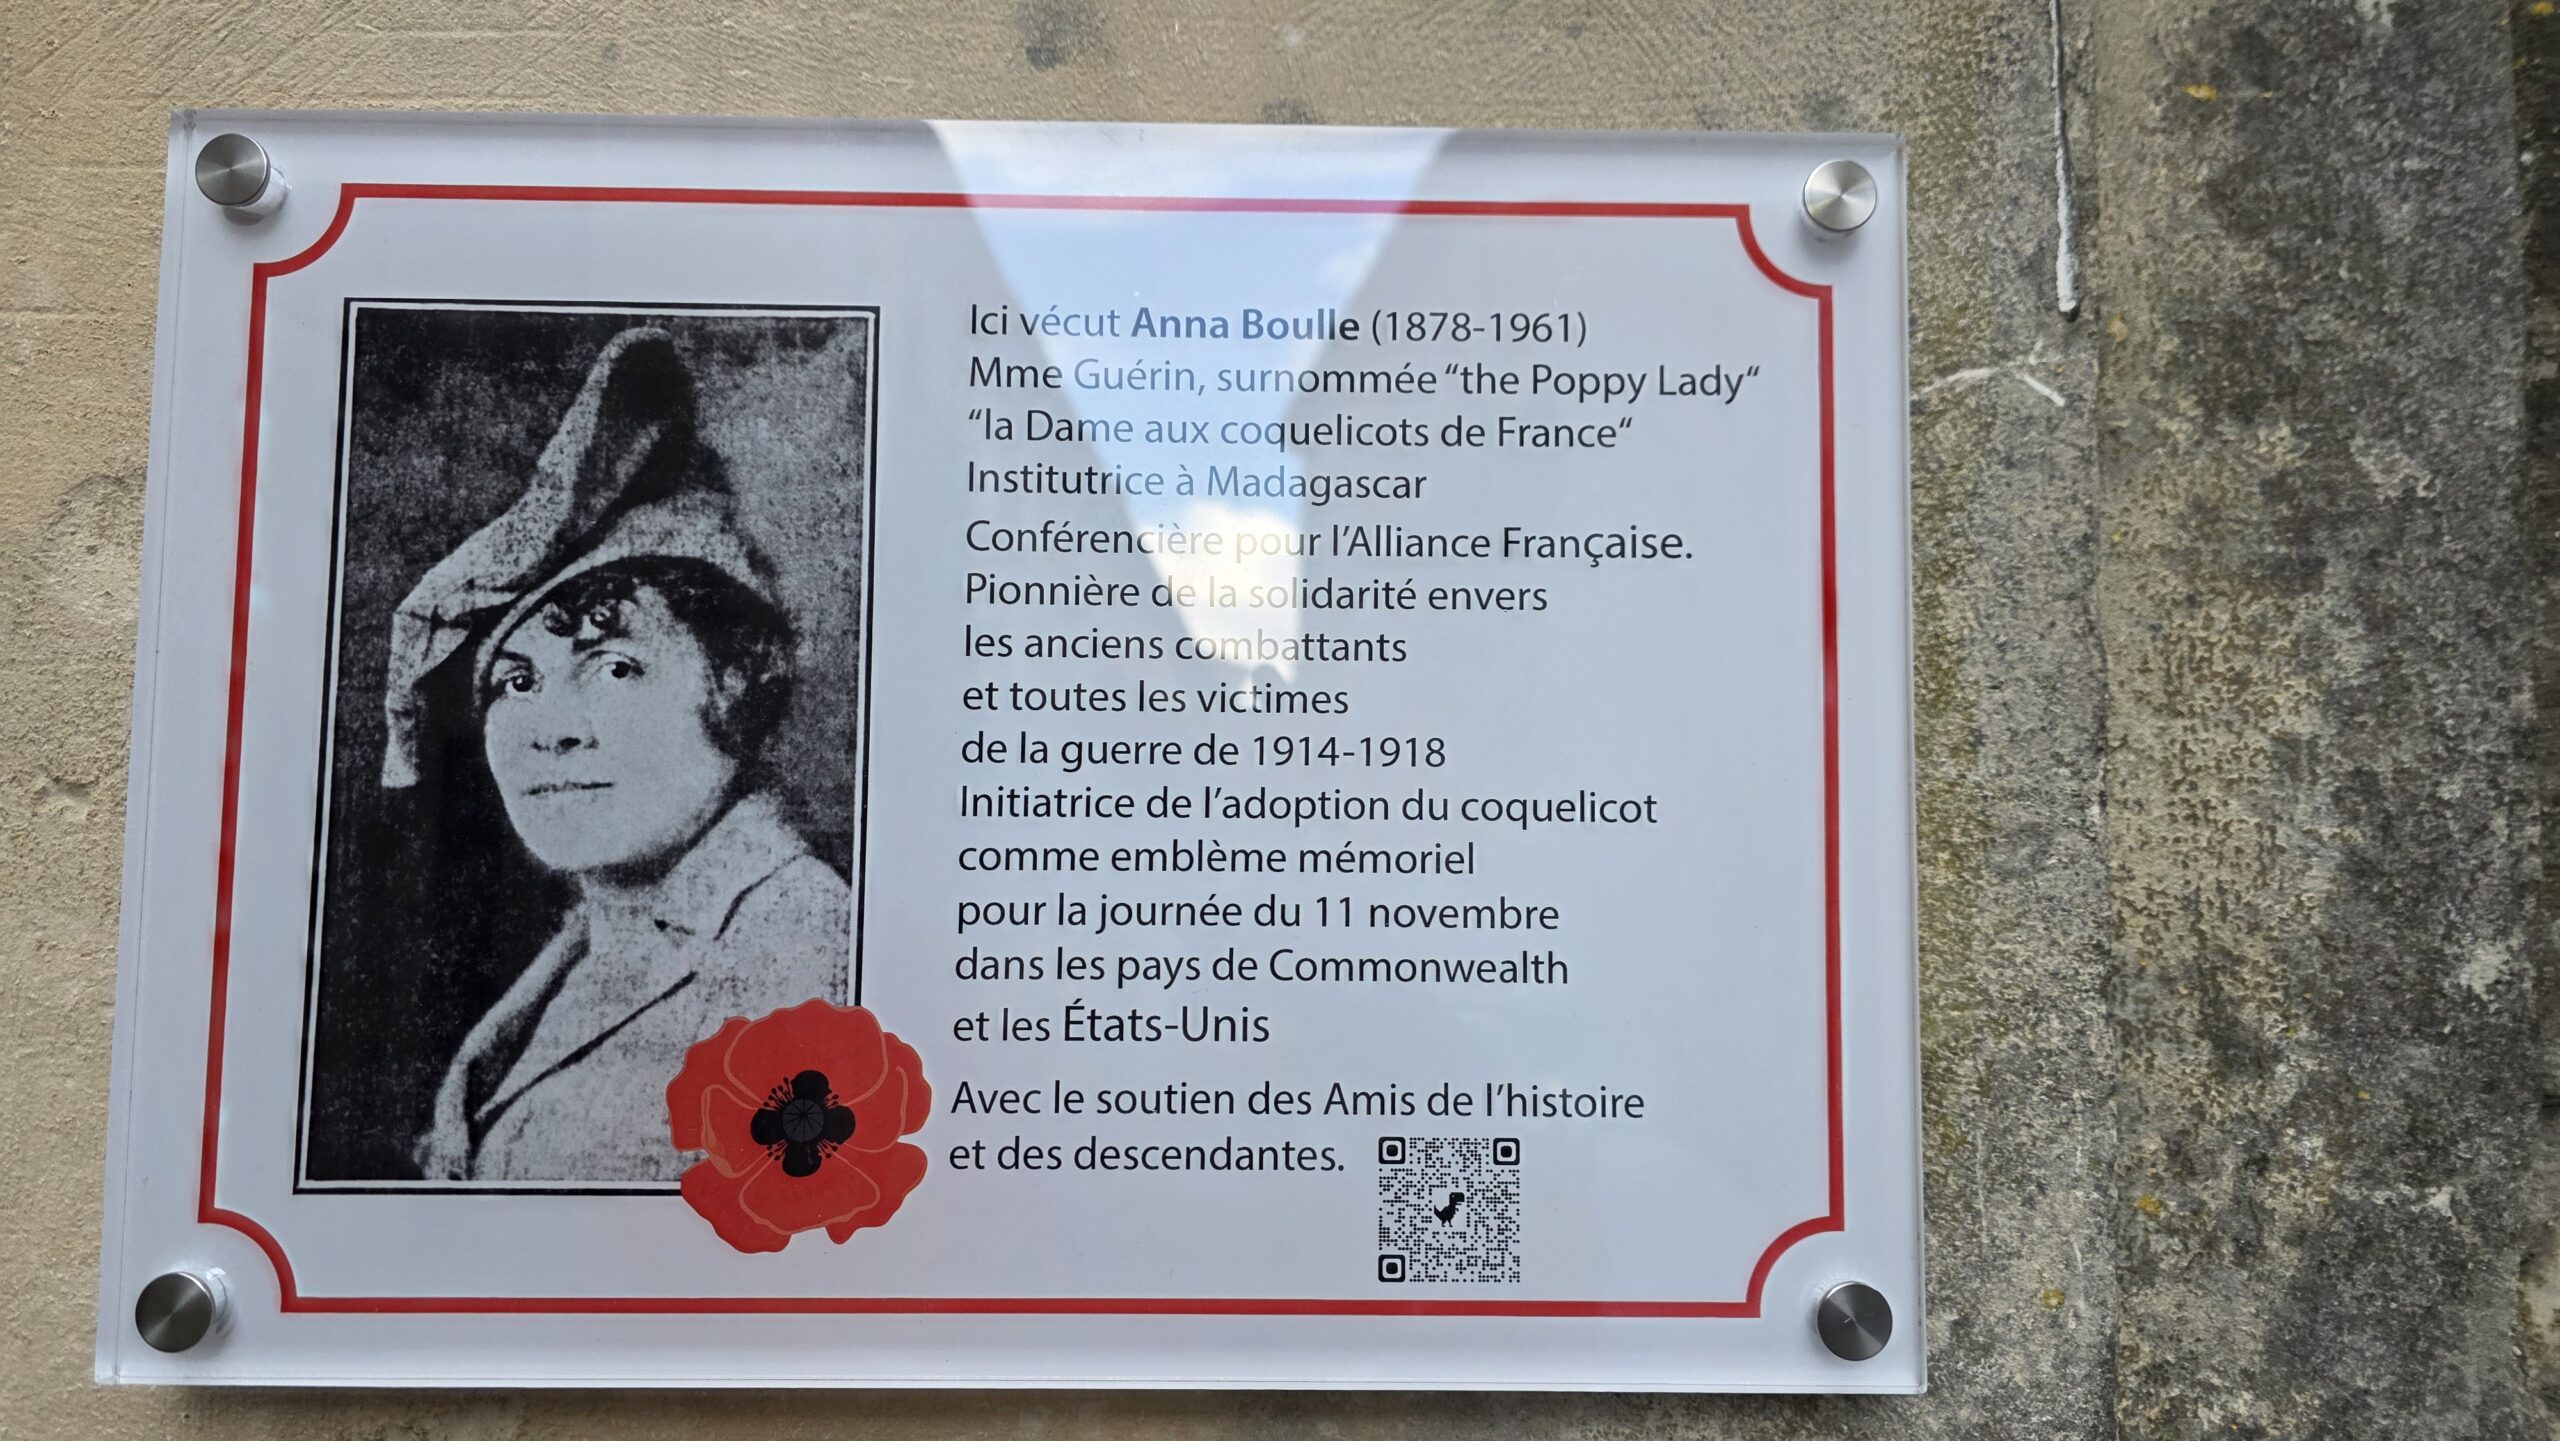 Ici vécut Anna Boulle (1878-1961)
Mme Guérin, surnommée “the Poppy Lady“
“la Dame aux coquelicots de France“
Institutrice à Madagascar
Conférencière pour l’Alliance Française.
Pionnière de la solidarité envers
les anciens combattants
et toutes les victimes
de la guerre de 1914-1918
Initiatrice de l’adoption du coquelicot
comme emblème mémoriel
pour la journée du 11 novembre
dans les pays de Commonwealth
et les États-Unis
Avec le soutien des Amis de l’histoire
et des descendantes.